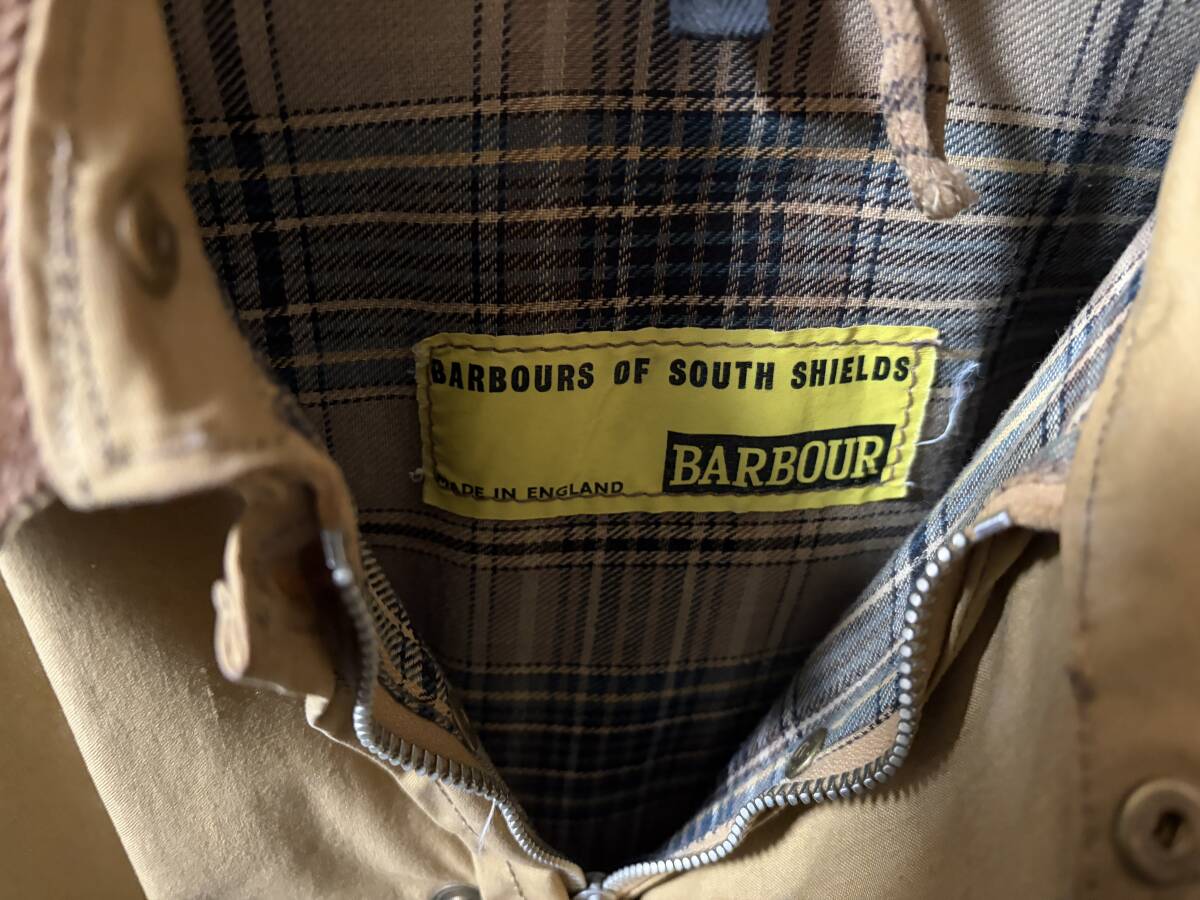 BARBOURS OF SOUTH SHIELDS
BARBOUR
MADE IN ENGLAND